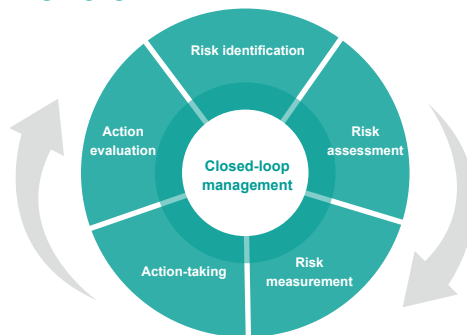 Risk identification
Risk
assessment
Risk
measurement
Action-taking
Action
evaluation
Closed-loop
management